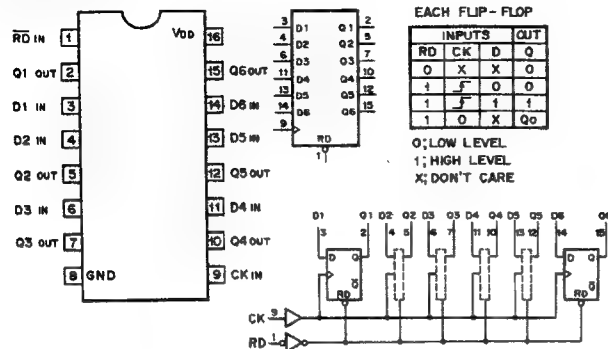 R̅D̅ IN 1
Q1 OUT 2
D1 IN 3
D2 IN 4
Q2 OUT 5
D3 IN 6
Q3 OUT 7
8 GND
VDD 16
15 Q6 OUT
14 D6 IN
13 D5 IN
12 Q5 OUT
11 D4 IN
10 Q4 OUT
9 CK IN
3 D1 Q1 2
4 D2 Q2 5
6 D3 Q3 7
11 D4 Q4 10
13 D5 Q5 12
14 D6 Q6 15
9
RD
1
EACH FLIP-FLOP
INPUTS OUT
RD CK D Q
0 X X 0
1 0 0
1 1 1
1 0 X Qo
0; LOW LEVEL
1; HIGH LEVEL
X; DON'T CARE
D1 Q1 D2 Q2 D3 Q3 D4 Q4 D5 Q5 D6
3 2 4 5 6 7 11 10 13 12 14 15
D Q D Q
Q̅ Q̅
RD RD
CK 9
RD 1